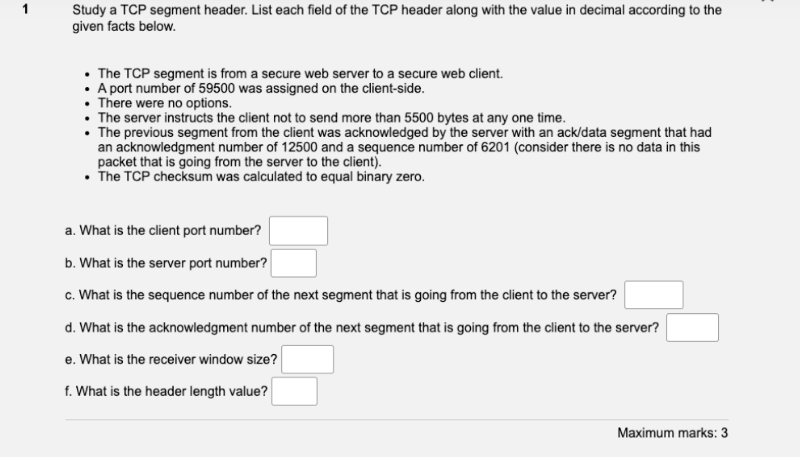 1
Study a TCP segment header. List each field of the TCP header along with the value in decimal according to the
given facts below.
• The TCP segment is from a secure web server to a secure web client.
• A port number of 59500 was assigned on the client-side.
• There were no options.
• The server instructs the client not to send more than 5500 bytes at any one time.
• The previous segment from the client was acknowledged by the server with an ack/data segment that had
an acknowledgment number of 12500 and a sequence number of 6201 (consider there is no data in this
packet that is going from the server to the client).
• The TCP checksum was calculated to equal binary zero.
a. What is the client port number?
b. What is the server port number?
c. What is the sequence number of the next segment that is going from the client to the server?
d. What is the acknowledgment number of the next segment that is going from the client to the server?
e. What is the receiver window size?
f. What is the header length value?
Maximum marks: 3